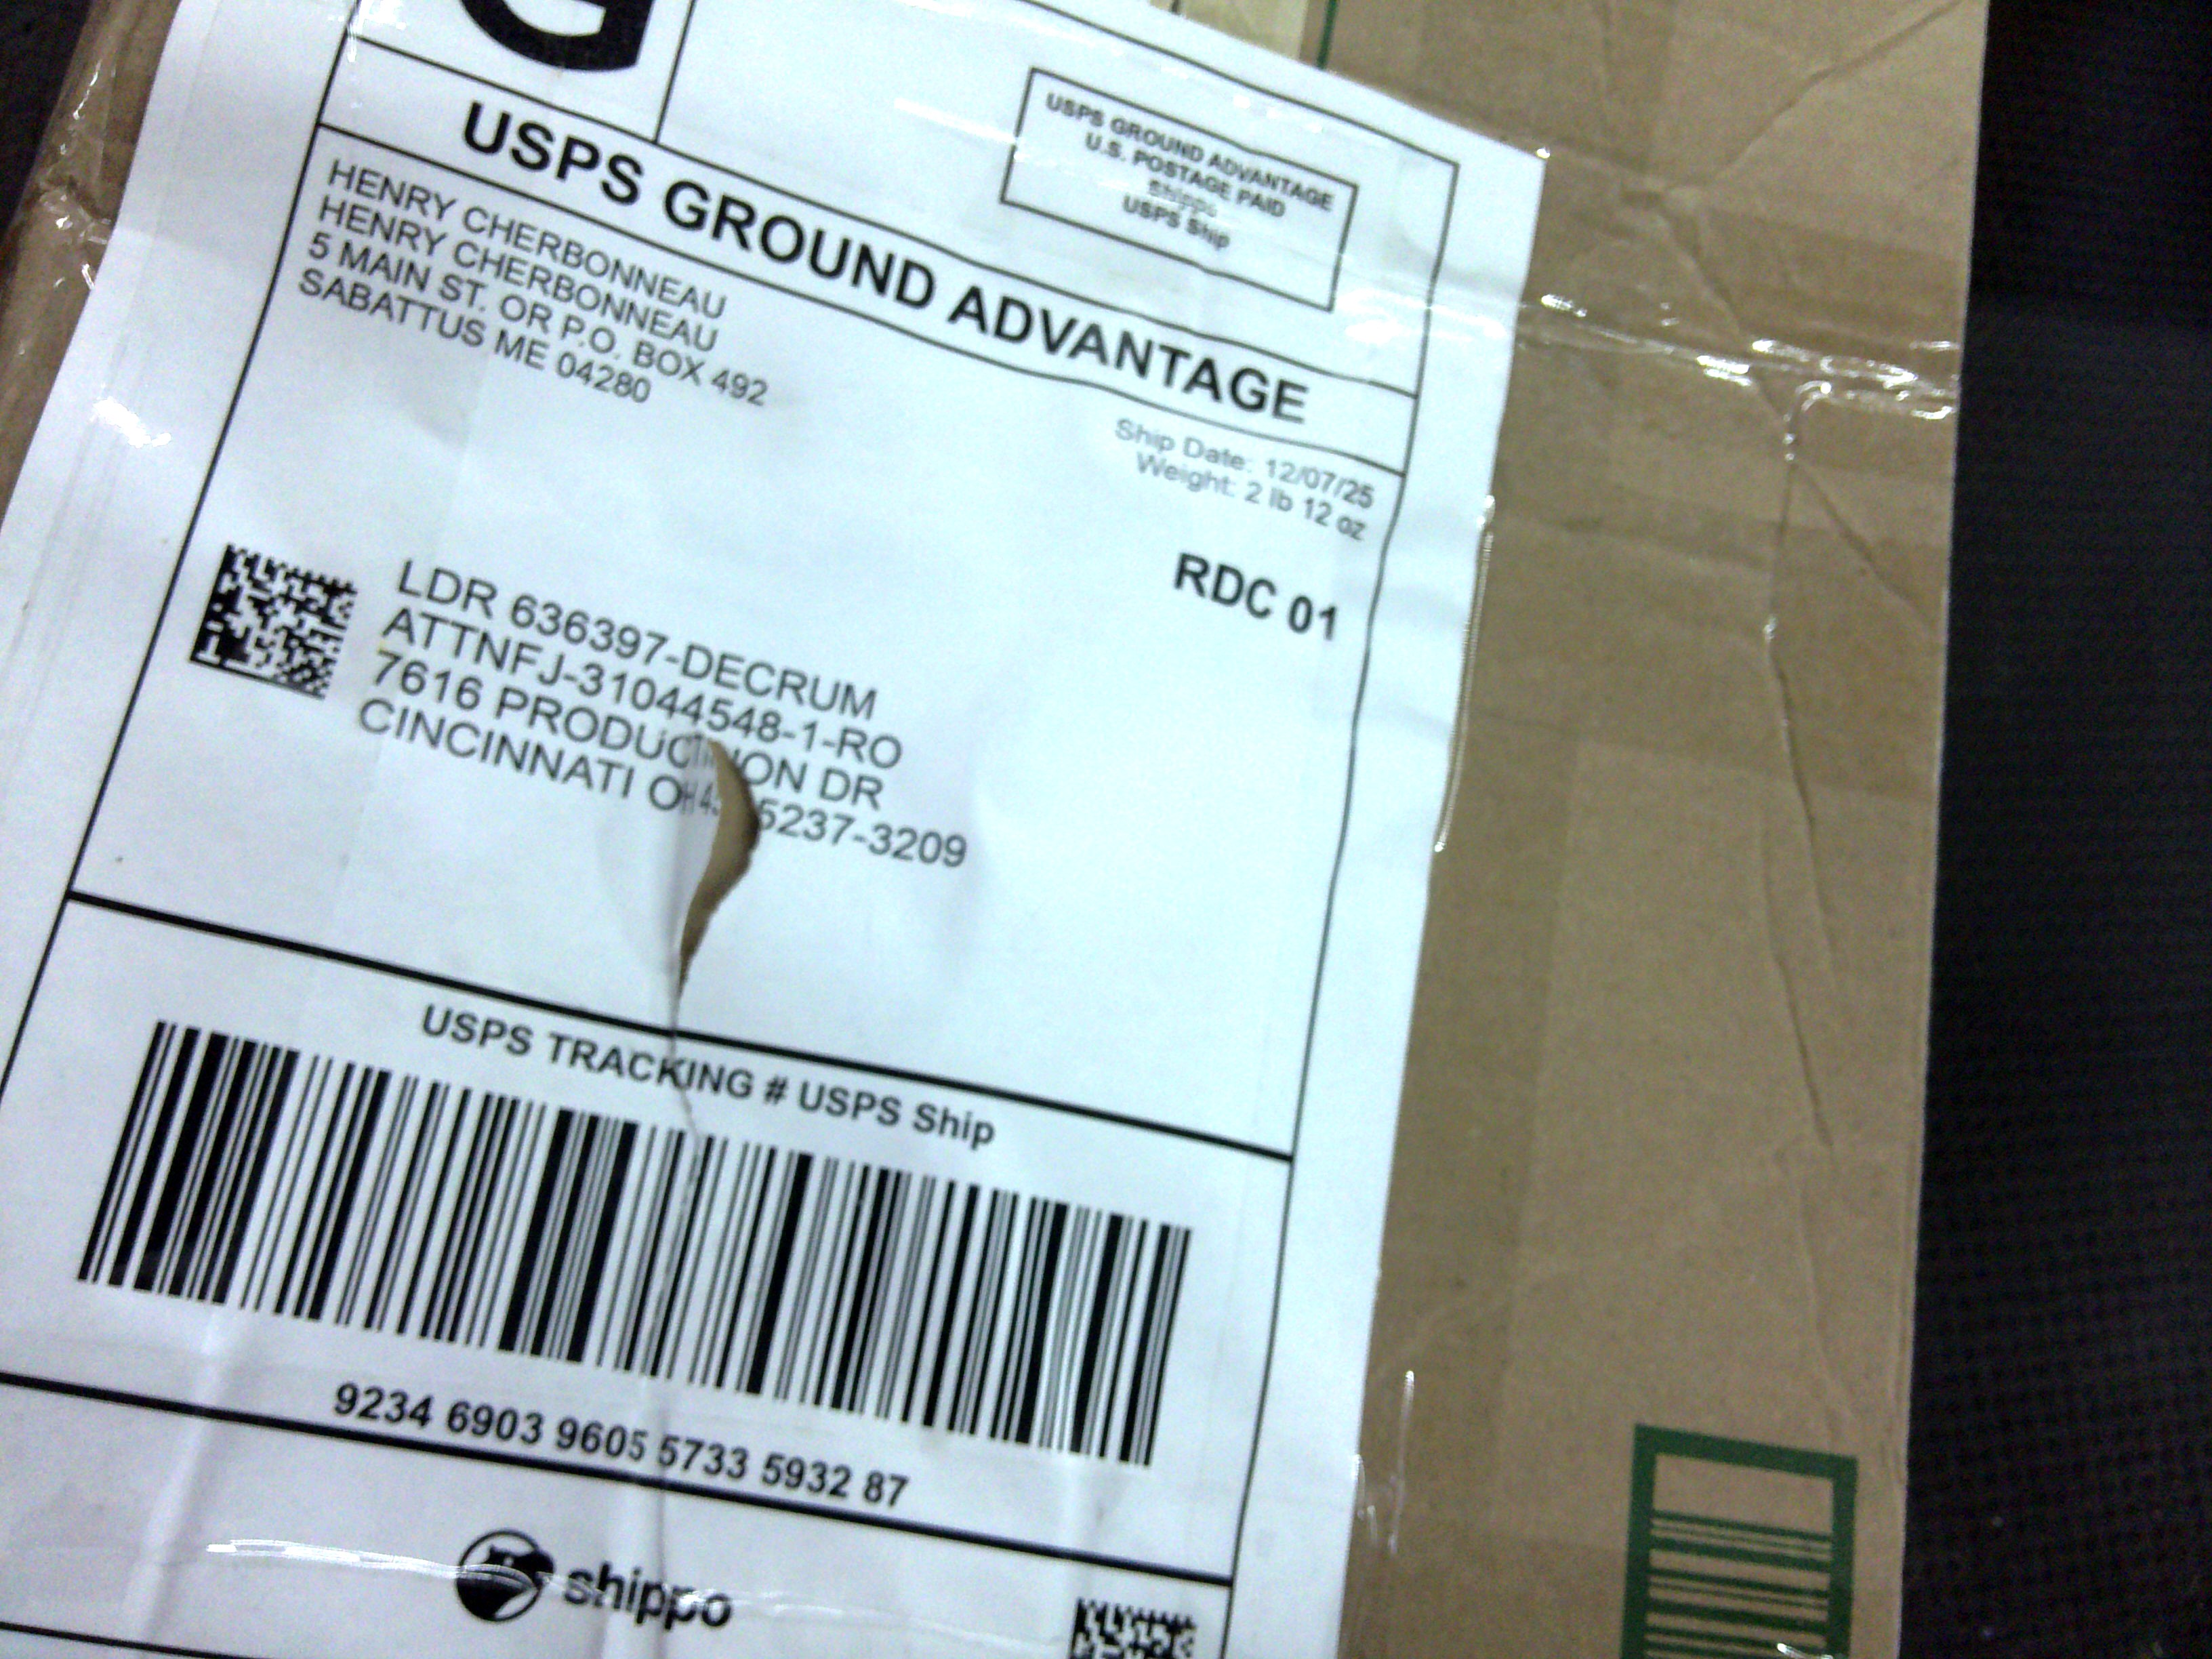 G
USPS GROUND ADVANTAGE
U.S. POSTAGE PAID
Shippo
USPS Ship
USPS GROUND ADVANTAGE
HENRY CHERBONNEAU
HENRY CHERBONNEAU
5 MAIN ST. OR P.O. BOX 492
SABATTUS ME 04280
Ship Date: 12/07/25
Weight: 2 lb 12 oz
RDC 01
LDR 636397-DECRUM
ATTNFJ-31044548-1-RO
7616 PRODUCTION DR
CINCINNATI OH 45237-3209
USPS TRACKING # USPS Ship
9234 6903 9605 5733 5932 87
shippo